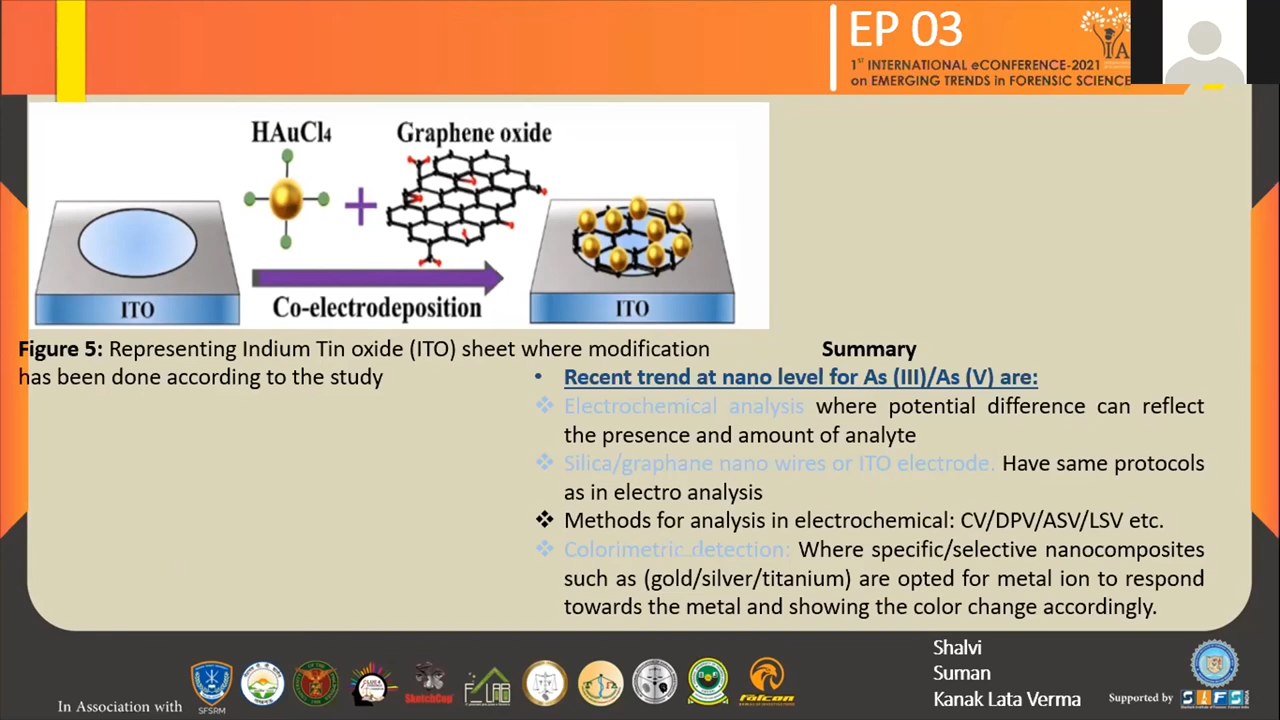 EP 03
1ST INTERNATIONAL eCONFERENCE-2021
on EMERGING TRENDS in FORENSIC SCIENCE
HAuCl4
Graphene oxide
+
ITO
Co-electrodeposition
ITO
Figure 5: Representing Indium Tin oxide (ITO) sheet where modification
has been done according to the study
Summary
• Recent trend at nano level for As (III)/As (V) are:
❖ Electrochemical analysis where potential difference can reflect
the presence and amount of analyte
❖ Silica/graphane nano wires or ITO electrode. Have same protocols
as in electro analysis
❖ Methods for analysis in electrochemical: CV/DPV/ASV/LSV etc.
❖ Colorimetric detection: Where specific/selective nanocomposites
such as (gold/silver/titanium) are opted for metal ion to respond
towards the metal and showing the color change accordingly.
Shalvi
Suman
Kanak Lata Verma
In Association with
SFSRM
SketchCop
falcon
Supported by
SIFS